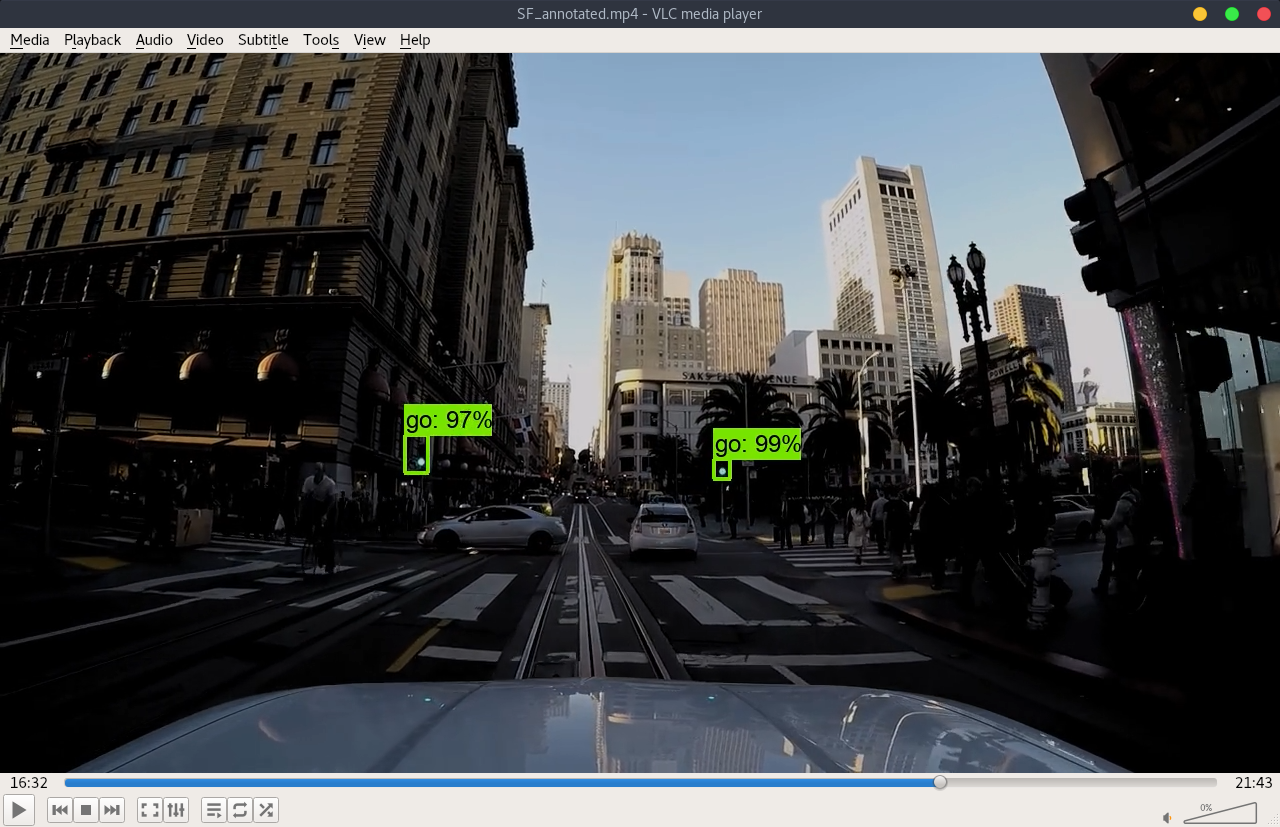 SF_annotated.mp4 - VLC media player
Media Playback Audio Video Subtitle Tools View Help
SAKS FIFTH AVENUE
POWELL
go: 97%
go: 99%
16:32
21:43
0%